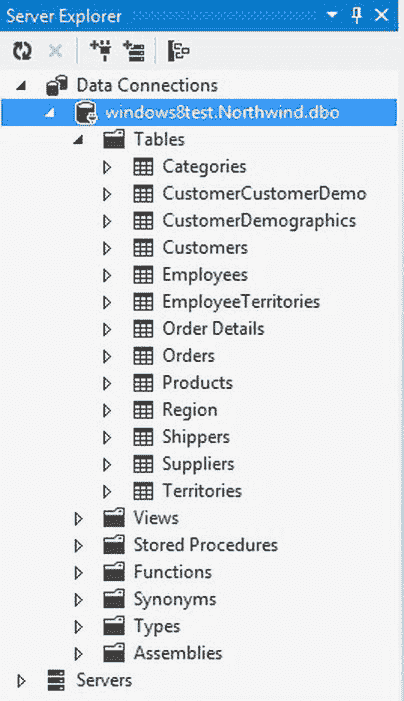 Server Explorer
Data Connections
windows8test.Northwind.dbo
Tables
Categories
CustomerCustomerDemo
CustomerDemographics
Customers
Employees
EmployeeTerritories
Order Details
Orders
Products
Region
Shippers
Suppliers
Territories
Views
Stored Procedures
Functions
Synonyms
Types
Assemblies
Servers